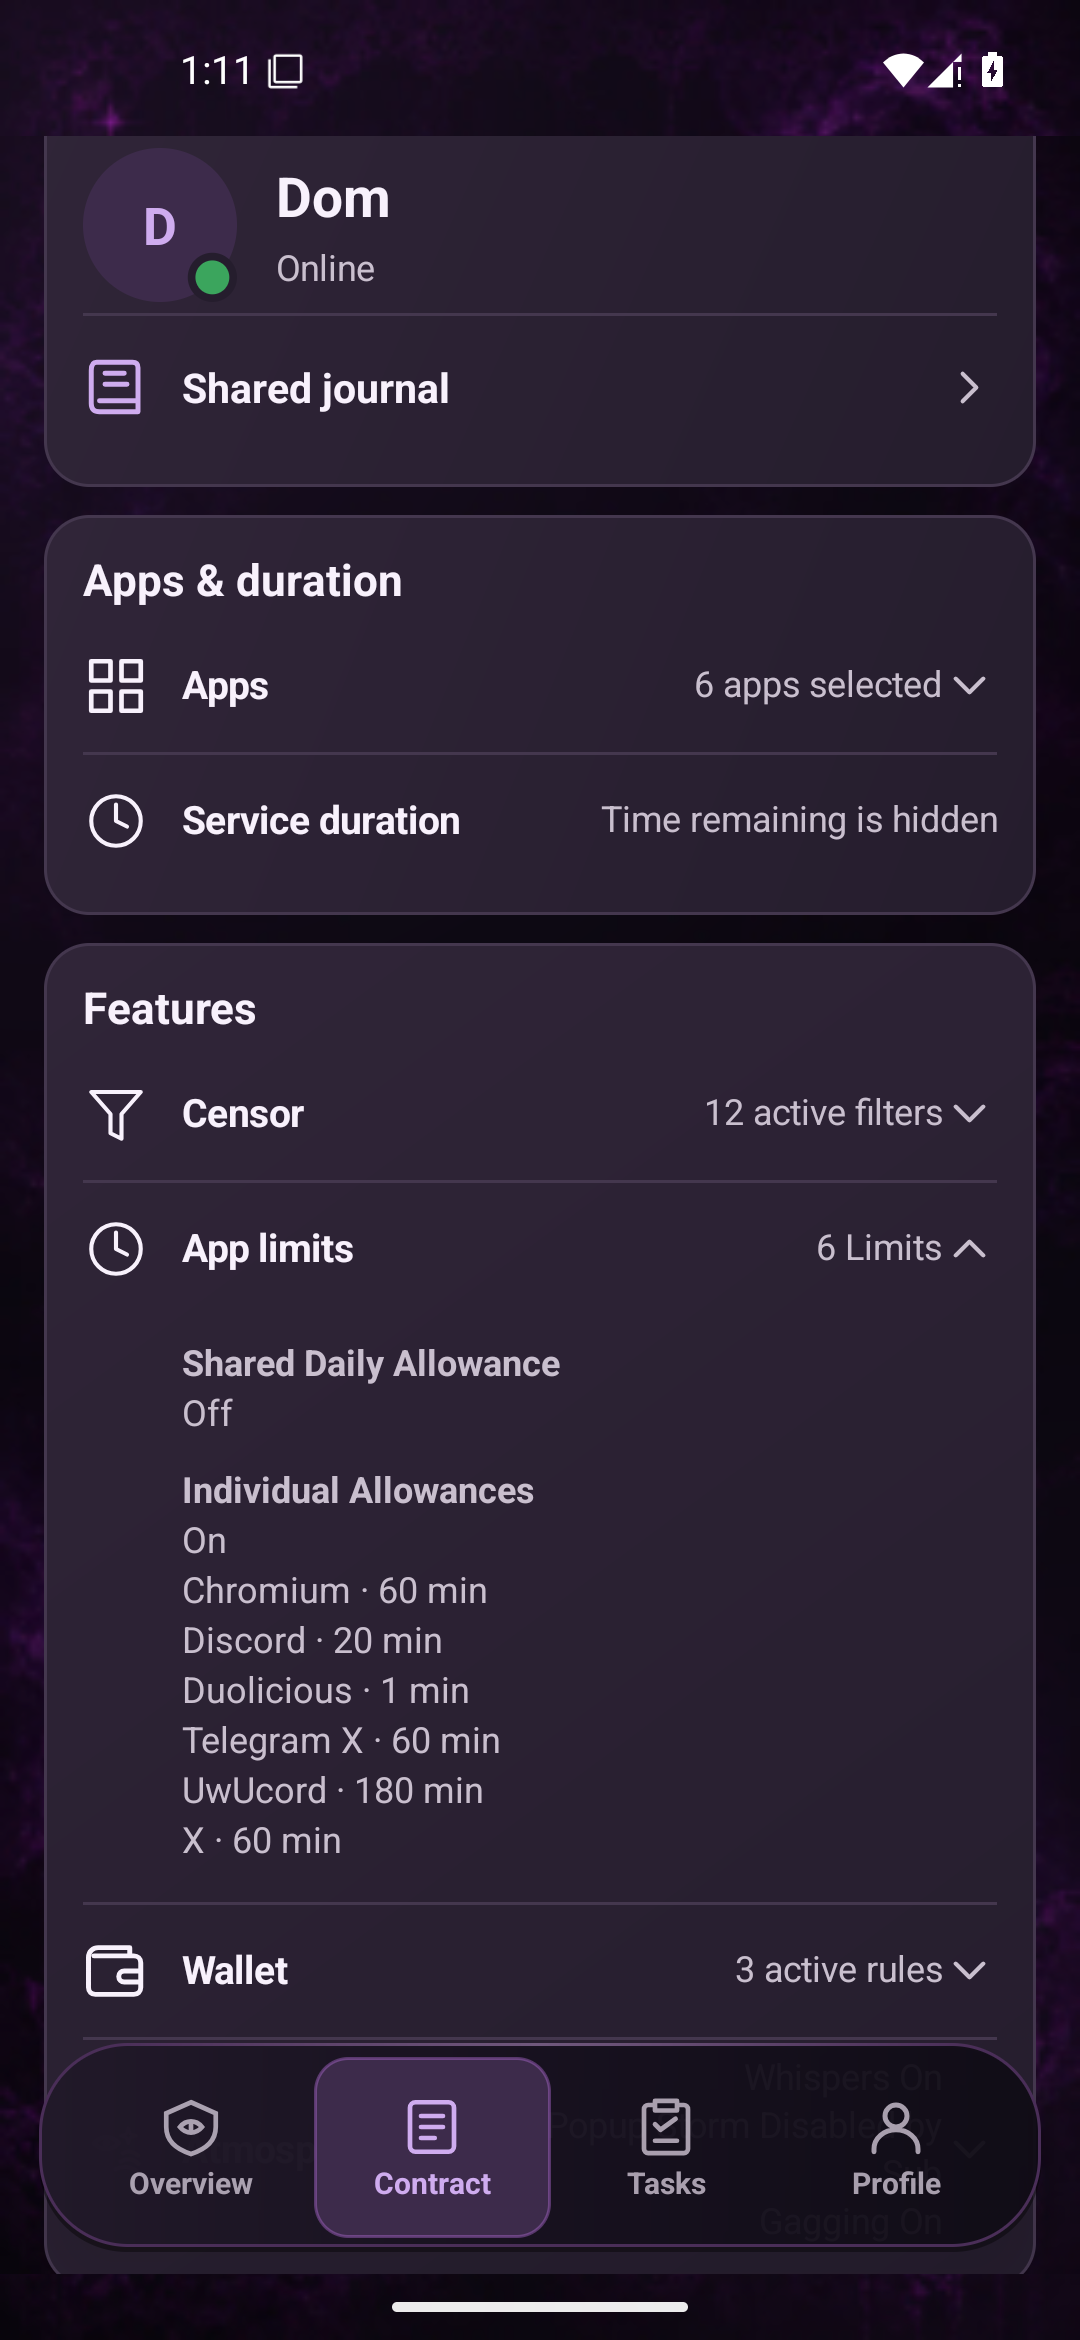 1:11
D
Dom
Online
Shared journal
Apps & duration
Apps
6 apps selected
Service duration
Time remaining is hidden
Features
Censor
12 active filters
App limits
6 Limits
Shared Daily Allowance
Off
Individual Allowances
On
Chromium · 60 min
Discord · 20 min
Duolicious · 1 min
Telegram X · 60 min
UwUcord · 180 min
X · 60 min
Wallet
3 active rules
Whispers On
Gagging On
Overview
Contract
Tasks
Profile